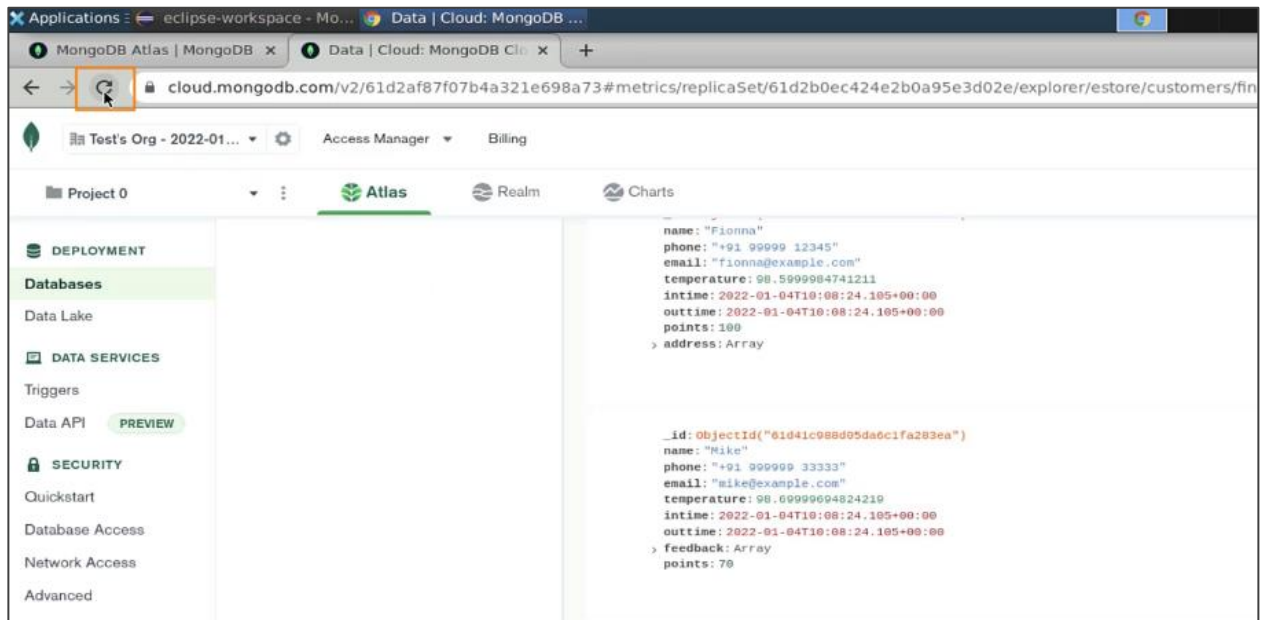 Applications eclipse-workspace - Mo... Data | Cloud: MongoDB ...
MongoDB Atlas | MongoDB × Data | Cloud: MongoDB Clo × +
cloud.mongodb.com/v2/61d2af87f07b4a321e698a73#metrics/replicaSet/61d2b0ec424e2b0a95e3d02e/explorer/estore/customers/fin
Test's Org - 2022-01... Access Manager Billing
Project 0 Atlas Realm Charts
DEPLOYMENT
Databases
Data Lake
DATA SERVICES
Triggers
Data API PREVIEW
SECURITY
Quickstart
Database Access
Network Access
Advanced
name: "Fionna"
phone: "+91 99999 12345"
email: "fionna@example.com"
temperature: 98.5999984741211
intime: 2022-01-04T10:08:24.105+00:00
outtime: 2022-01-04T10:08:24.105+00:00
points: 100
> address: Array
_id: ObjectId("61d41c988d05da6c1fa283ea")
name: "Mike"
phone: "+91 999999 33333"
email: "mike@example.com"
temperature: 98.69999694824219
intime: 2022-01-04T10:08:24.105+00:00
outtime: 2022-01-04T10:08:24.105+00:00
> feedback: Array
points: 70